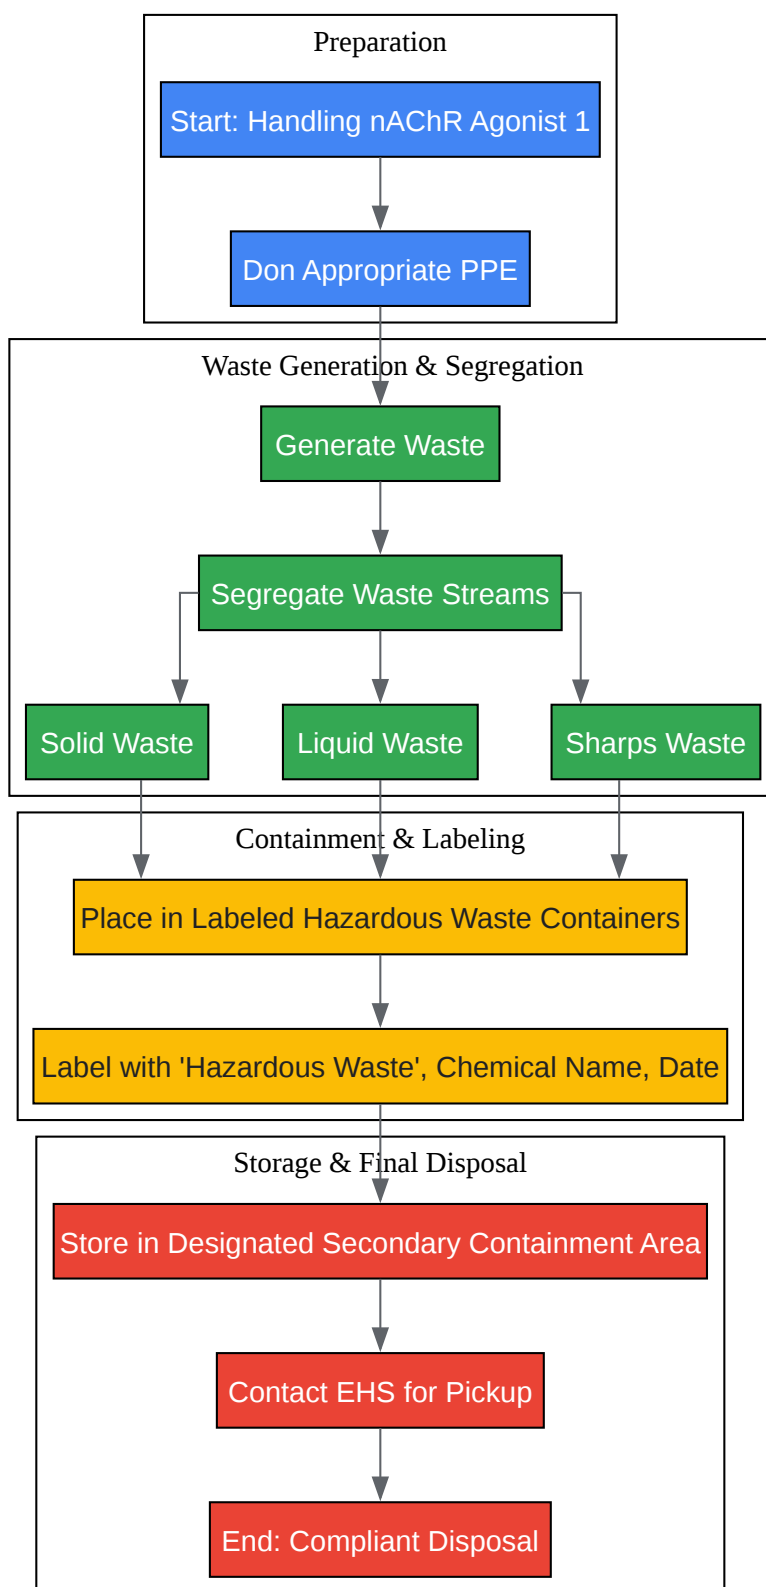 Preparation
Start: Handling nAChR Agonist 1
Don Appropriate PPE
Waste Generation & Segregation
Generate Waste
Segregate Waste Streams
Solid Waste
Liquid Waste
Sharps Waste
Containment & Labeling
Place in Labeled Hazardous Waste Containers
Label with 'Hazardous Waste', Chemical Name, Date
Storage & Final Disposal
Store in Designated Secondary Containment Area
Contact EHS for Pickup
End: Compliant Disposal